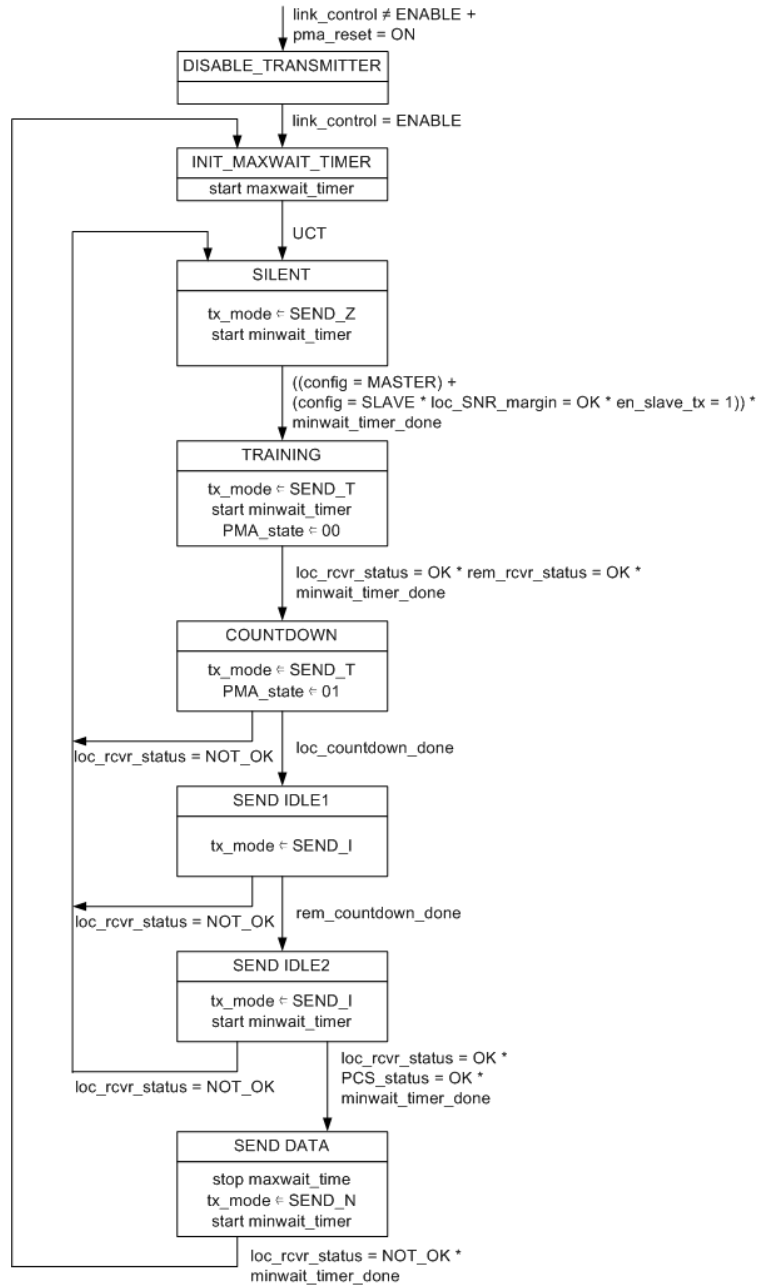 link_control ≠ ENABLE +
pma_reset = ON
DISABLE_TRANSMITTER
link_control = ENABLE
INIT_MAXWAIT_TIMER
start maxwait_timer
UCT
SILENT
tx_mode ⇐ SEND_Z
start minwait_timer
((config = MASTER) +
(config = SLAVE * loc_SNR_margin = OK * en_slave_tx = 1)) *
minwait_timer_done
TRAINING
tx_mode ⇐ SEND_T
start minwait_timer
PMA_state ⇐ 00
loc_rcvr_status = OK * rem_rcvr_status = OK *
minwait_timer_done
COUNTDOWN
tx_mode ⇐ SEND_T
PMA_state ⇐ 01
loc_rcvr_status = NOT_OK
loc_countdown_done
SEND IDLE1
tx_mode ⇐ SEND_I
loc_rcvr_status = NOT_OK
rem_countdown_done
SEND IDLE2
tx_mode ⇐ SEND_I
start minwait_timer
loc_rcvr_status = NOT_OK
loc_rcvr_status = OK *
PCS_status = OK *
minwait_timer_done
SEND DATA
stop maxwait_time
tx_mode ⇐ SEND_N
start minwait_timer
loc_rcvr_status = NOT_OK *
minwait_timer_done